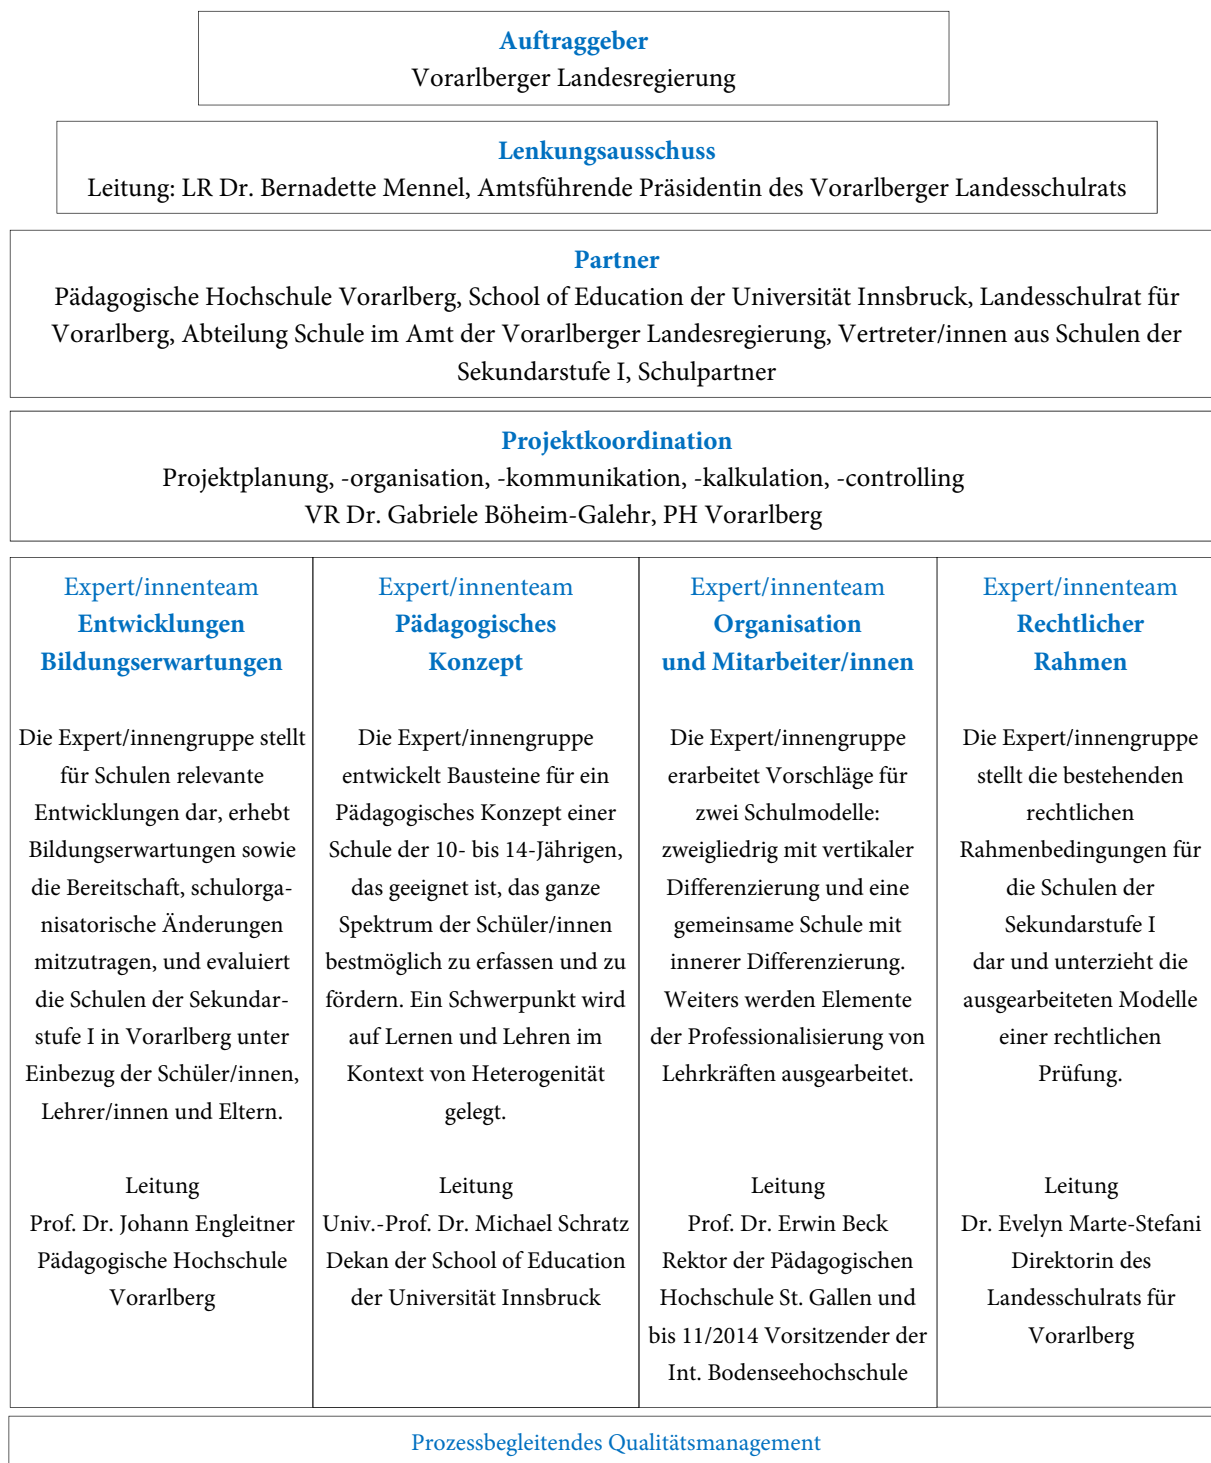 Auftraggeber
Vorarlberger Landesregierung
Lenkungsausschuss
Leitung: LR Dr. Bernadette Mennel, Amtsführende Präsidentin des Vorarlberger Landesschulrats
Partner
Pädagogische Hochschule Vorarlberg, School of Education der Universität Innsbruck, Landesschulrat für
Vorarlberg, Abteilung Schule im Amt der Vorarlberger Landesregierung, Vertreter/innen aus Schulen der
Sekundarstufe I, Schulpartner
Projektkoordination
Projektplanung, -organisation, -kommunikation, -kalkulation, -controlling
VR Dr. Gabriele Böheim-Galehr, PH Vorarlberg
Expert/innenteam
Entwicklungen
Bildungserwartungen
Die Expert/innengruppe stellt
für Schulen relevante
Entwicklungen dar, erhebt
Bildungserwartungen sowie
die Bereitschaft, schulorga-
nisatorische Änderungen
mitzutragen, und evaluiert
die Schulen der Sekundar-
stufe I in Vorarlberg unter
Einbezug der Schüler/innen,
Lehrer/innen und Eltern.
Leitung
Prof. Dr. Johann Engleitner
Pädagogische Hochschule
Vorarlberg
Expert/innenteam
Pädagogisches
Konzept
Die Expert/innengruppe
entwickelt Bausteine für ein
Pädagogisches Konzept einer
Schule der 10- bis 14-Jährigen,
das geeignet ist, das ganze
Spektrum der Schüler/innen
bestmöglich zu erfassen und zu
fördern. Ein Schwerpunkt wird
auf Lernen und Lehren im
Kontext von Heterogenität
gelegt.
Leitung
Univ.-Prof. Dr. Michael Schratz
Dekan der School of Education
der Universität Innsbruck
Expert/innenteam
Organisation
und Mitarbeiter/innen
Die Expert/innengruppe
erarbeitet Vorschläge für
zwei Schulmodelle:
zweigliedrig mit vertikaler
Differenzierung und eine
gemeinsame Schule mit
innerer Differenzierung.
Weiters werden Elemente
der Professionalisierung von
Lehrkräften ausgearbeitet.
Leitung
Prof. Dr. Erwin Beck
Rektor der Pädagogischen
Hochschule St. Gallen und
bis 11/2014 Vorsitzender der
Int. Bodenseehochschule
Expert/innenteam
Rechtlicher
Rahmen
Die Expert/innengruppe
stellt die bestehenden
rechtlichen
Rahmenbedingungen für
die Schulen der
Sekundarstufe I
dar und unterzieht die
ausgearbeiteten Modelle
einer rechtlichen
Prüfung.
Leitung
Dr. Evelyn Marte-Stefani
Direktorin des
Landesschulrats für
Vorarlberg
Prozessbegleitendes Qualitätsmanagement